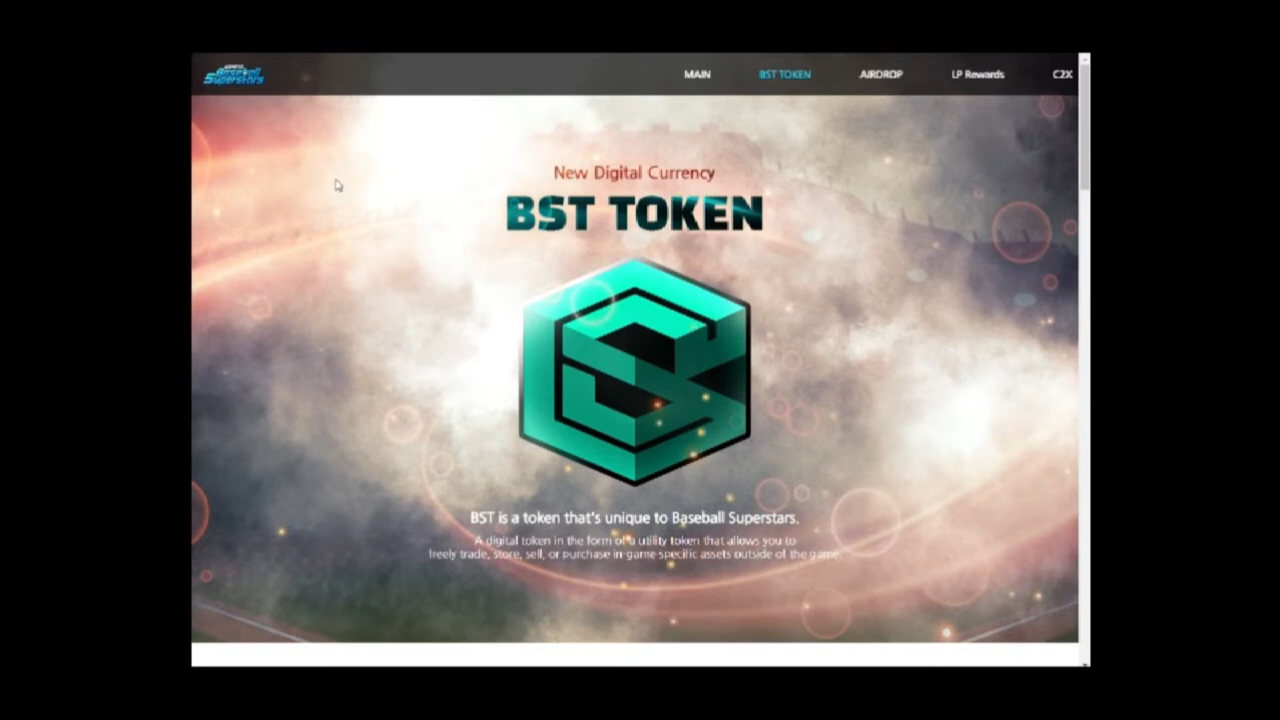 Baseball
Superstars
MAIN
BST TOKEN
AIRDROP
LP Rewards
C2X
New Digital Currency
BST TOKEN
BST is a token that's unique to Baseball Superstars.
A digital token in the form of a utility token that allows you to
freely trade, store, sell, or purchase in-game specific assets outside of the game.